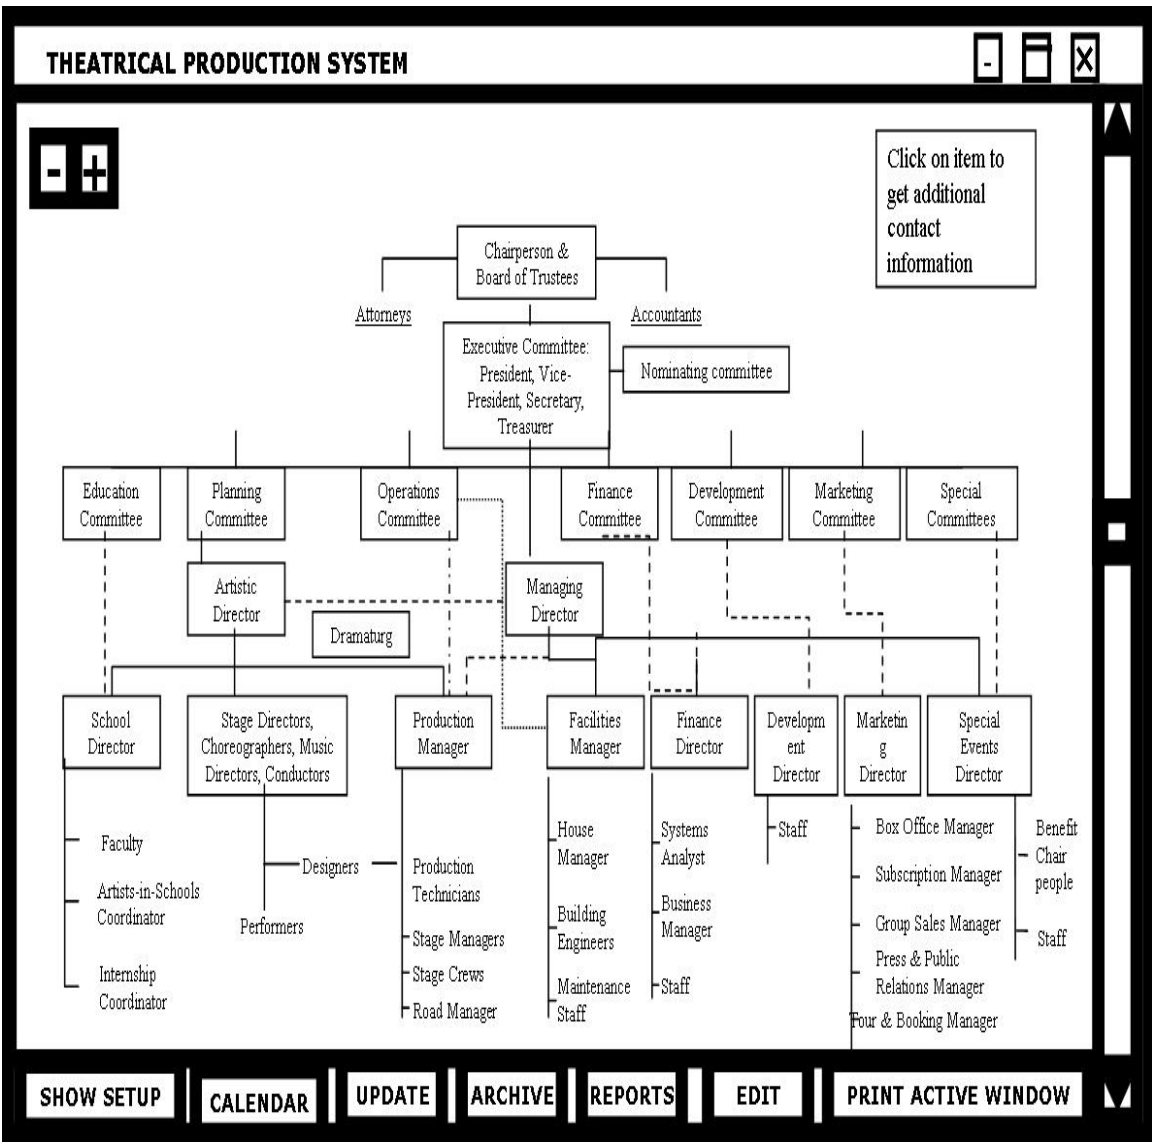 THEATRICAL PRODUCTION SYSTEM
-
X
- +
Click on item to
get additional
contact
information
Chairperson &
Board of Trustees
Attorneys
Accountants
Executive Committee:
President, Vice-
President, Secretary,
Treasurer
Nominating committee
Education
Committee
Planning
Committee
Operations
Committee
Finance
Committee
Development
Committee
Marketing
Committee
Special
Committees
Artistic
Director
Dramaturg
Managing
Director
School
Director
Stage Directors,
Choreographers, Music
Directors, Conductors
Production
Manager
Facilities
Manager
Finance
Director
Developm
ent
Director
Marketin
g
Director
Special
Events
Director
Faculty
Artists-in-Schools
Coordinator
Internship
Coordinator
Designers
Performers
Production
Technicians
Stage Managers
Stage Crews
Road Manager
House
Manager
Building
Engineers
Maintenance
Staff
Systems
Analyst
Business
Manager
Staff
Staff
Box Office Manager
Subscription Manager
Group Sales Manager
Press & Public
Relations Manager
Tour & Booking Manager
Benefit
Chair
people
Staff
SHOW SETUP
CALENDAR
UPDATE
ARCHIVE
REPORTS
EDIT
PRINT ACTIVE WINDOW